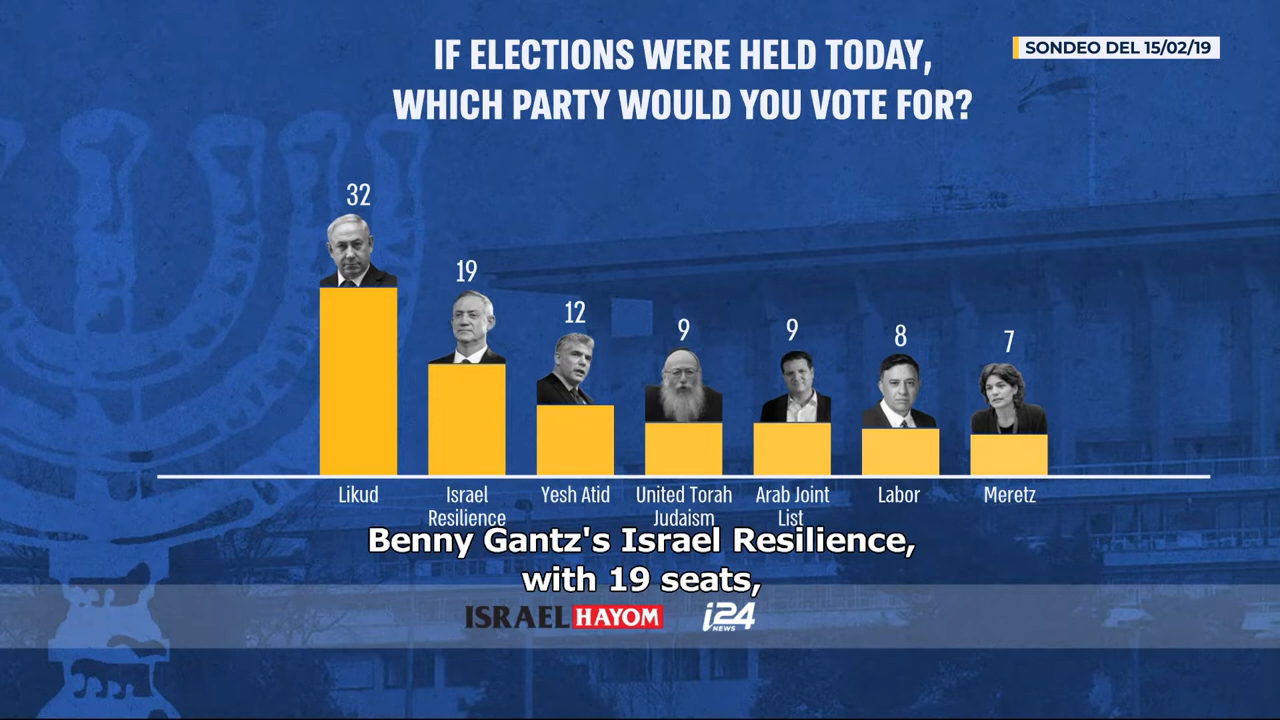 IF ELECTIONS WERE HELD TODAY,
WHICH PARTY WOULD YOU VOTE FOR?
SONDEO DEL 15/02/19
32
19
12
9
9
8
7
Likud
Israel
Resilience
Yesh Atid
United Torah
Judaism
Arab Joint
List
Labor
Meretz
Benny Gantz's Israel Resilience,
with 19 seats,
ISRAEL HAYOM
i24
NEWS